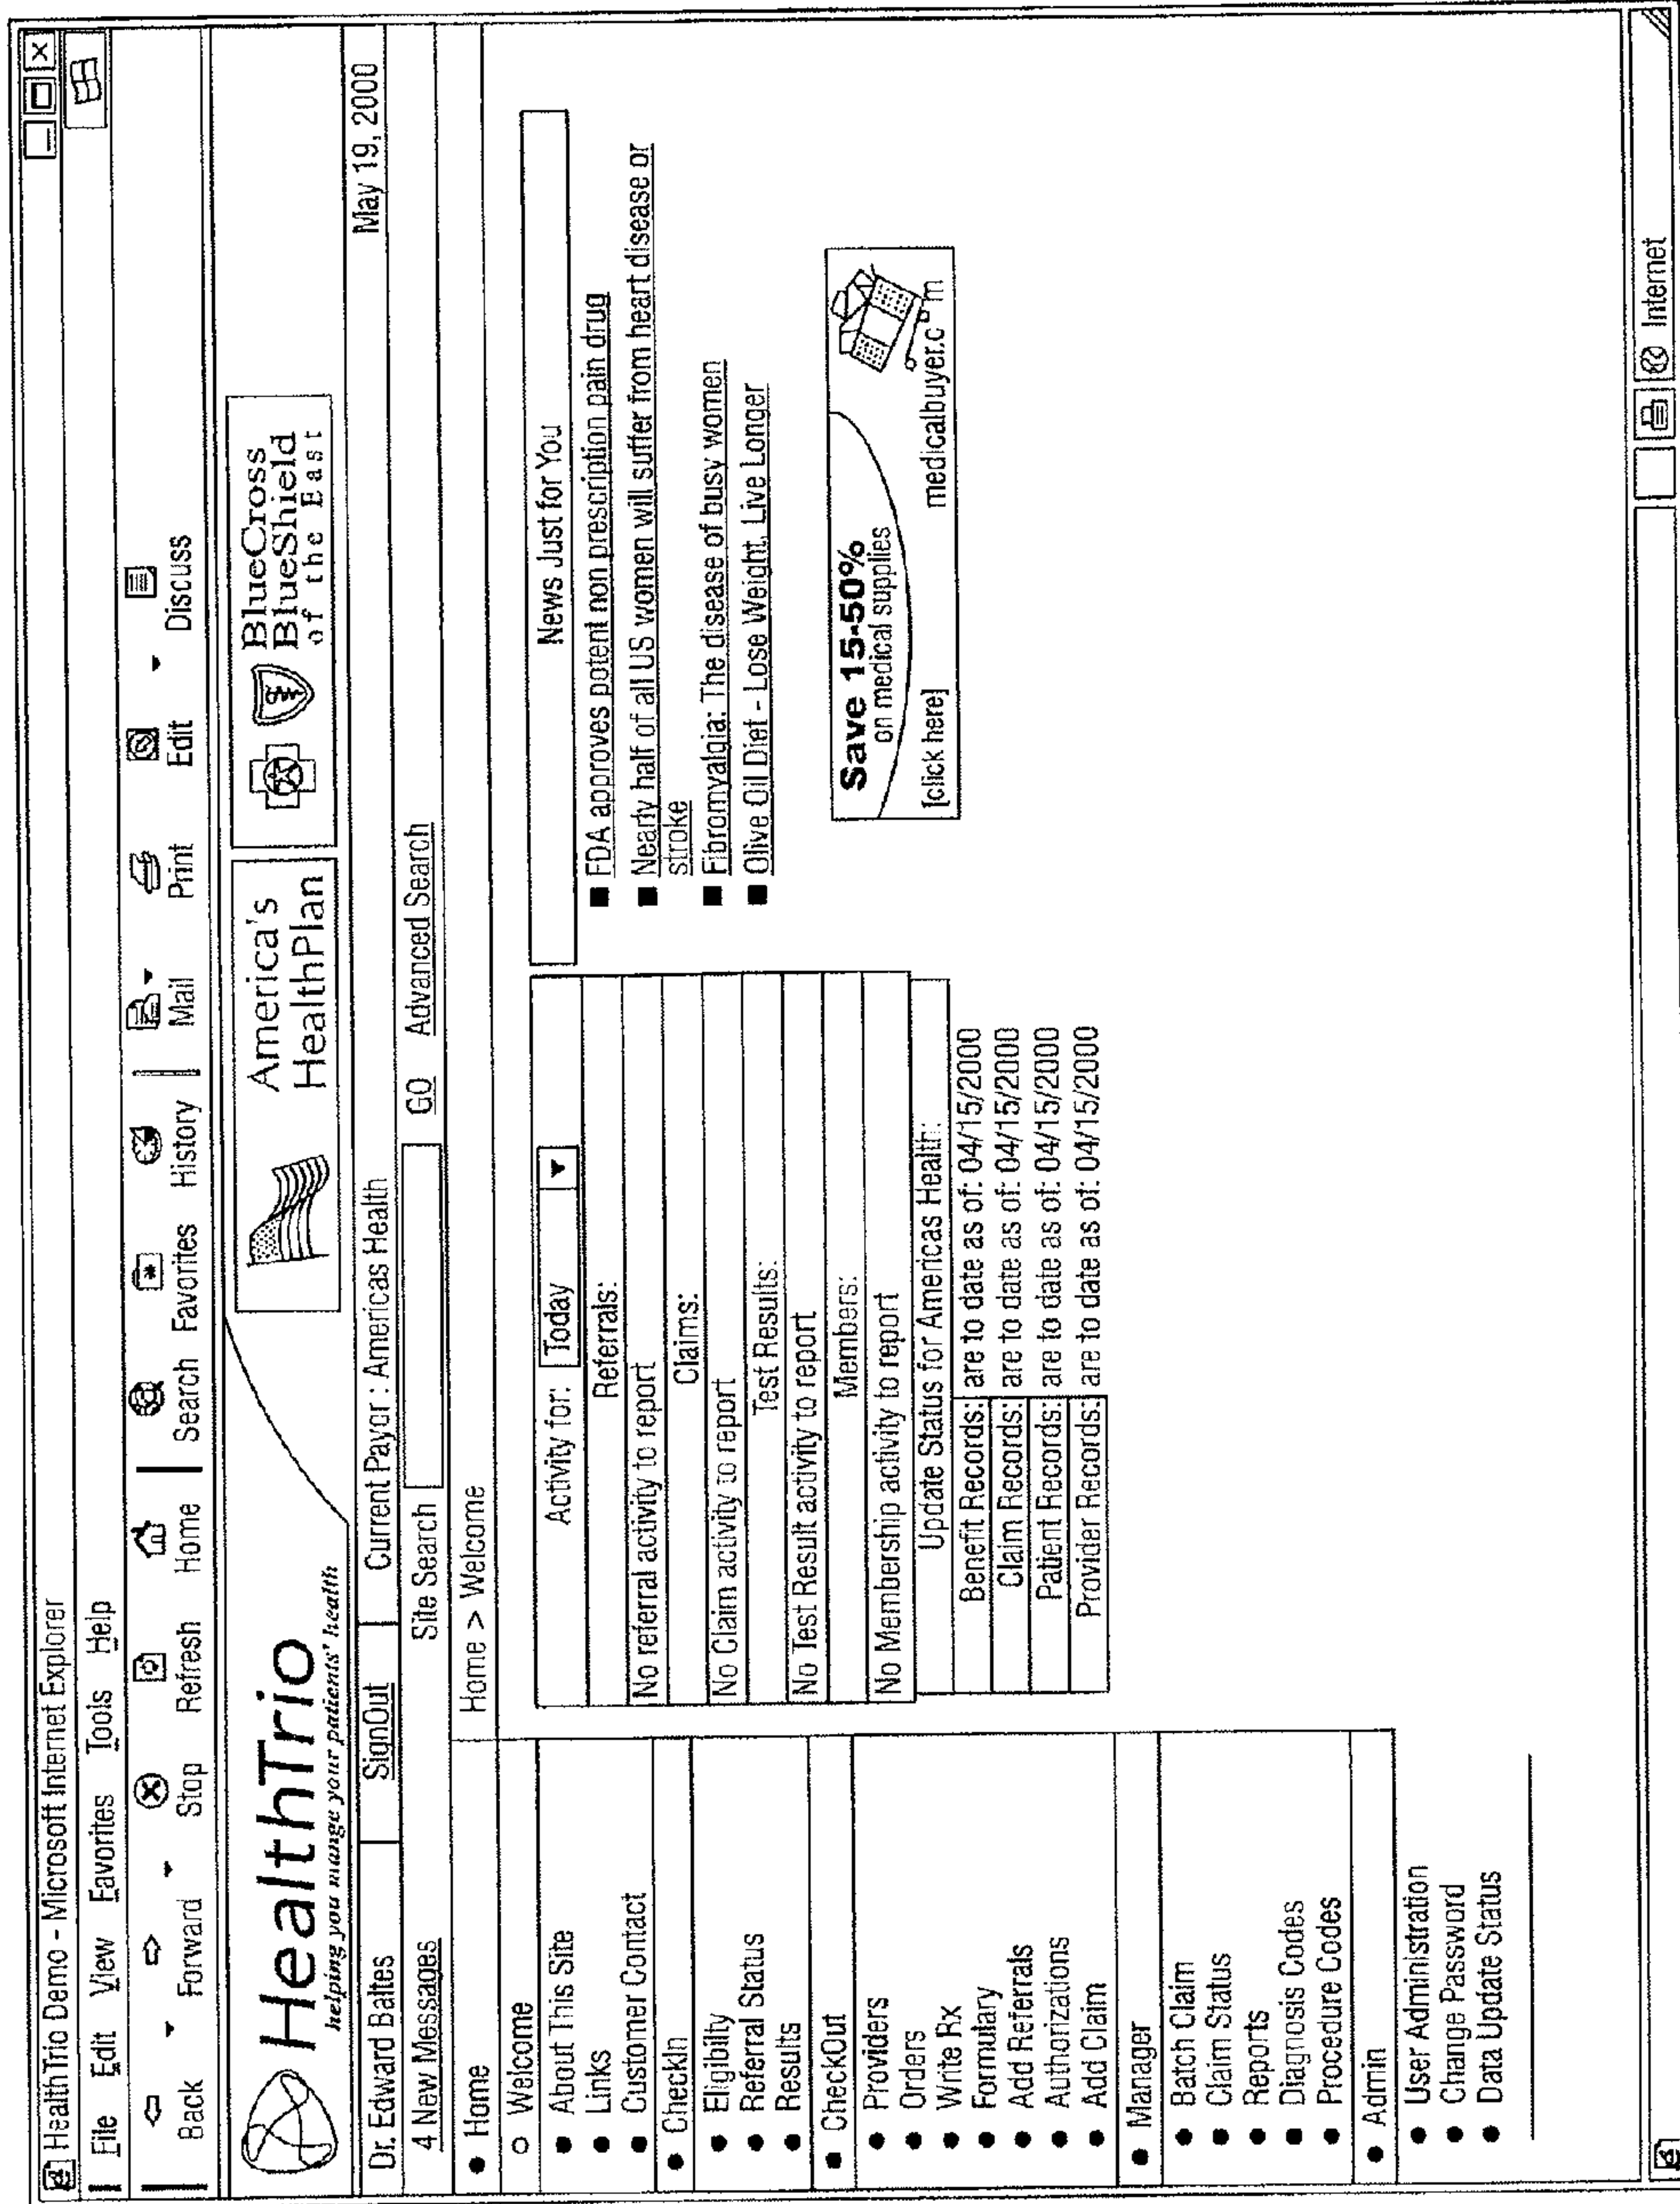 HealthTrio Demo - Microsoft Internet Explorer
File Edit View Favorites Tools Help
Back Forward Stop Refresh Home Search Favorites History Mail Print Edit Discuss
HealthTrio
helping you mange your patients' health
America's
HealthPlan
BlueCross
BlueShield
of the East
Dr. Edward Baltes SignOut Current Payor : Americas Health May 19, 2000
4 New Messages Site Search GO Advanced Search
Home > Welcome
● Home
○ Welcome
● About This Site
● Links
● Customer Contact
● CheckIn
● Eligibilty
● Referral Status
● Results
● CheckOut
● Providers
● Orders
● Write Rx
● Formutary
● Add Referrals
● Authorizations
● Add Claim
● Manager
● Batch Claim
● Claim Status
● Reports
● Diagnosis Codes
● Procedure Codes
● Admin
● User Administration
● Change Password
● Data Update Status
Activity for: Today
Referrals:
No referral activity to report
Claims:
No Claim activity to report
Test Results:
No Test Result activity to report
Members:
No Membership activity to report
Update Status for Americas Health:
Benefit Records: are to date as of: 04/15/2000
Claim Records: are to date as of: 04/15/2000
Patient Records: are to date as of: 04/15/2000
Provider Records: are to date as of: 04/15/2000
News Just for You
■ FDA approves potent non prescription pain drug
■ Nearly half of all US women will suffer from heart disease or
stroke
■ Fibromyalgia: The disease of busy women
■ Olive Oil Diet - Lose Weight, Live Longer
Save 15-50%
on medical supplies
[click here] medicalbuyer.com
Internet